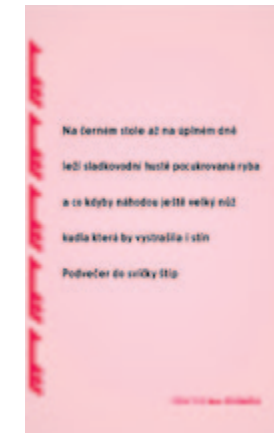 Na černém stole až na úplném dně
leží sladkovodní hustě pocukrovaná ryba
a co kdyby náhodou ještě velký nůž
kudla která by vystrašila i stín
Podvečer do svíčky štíp